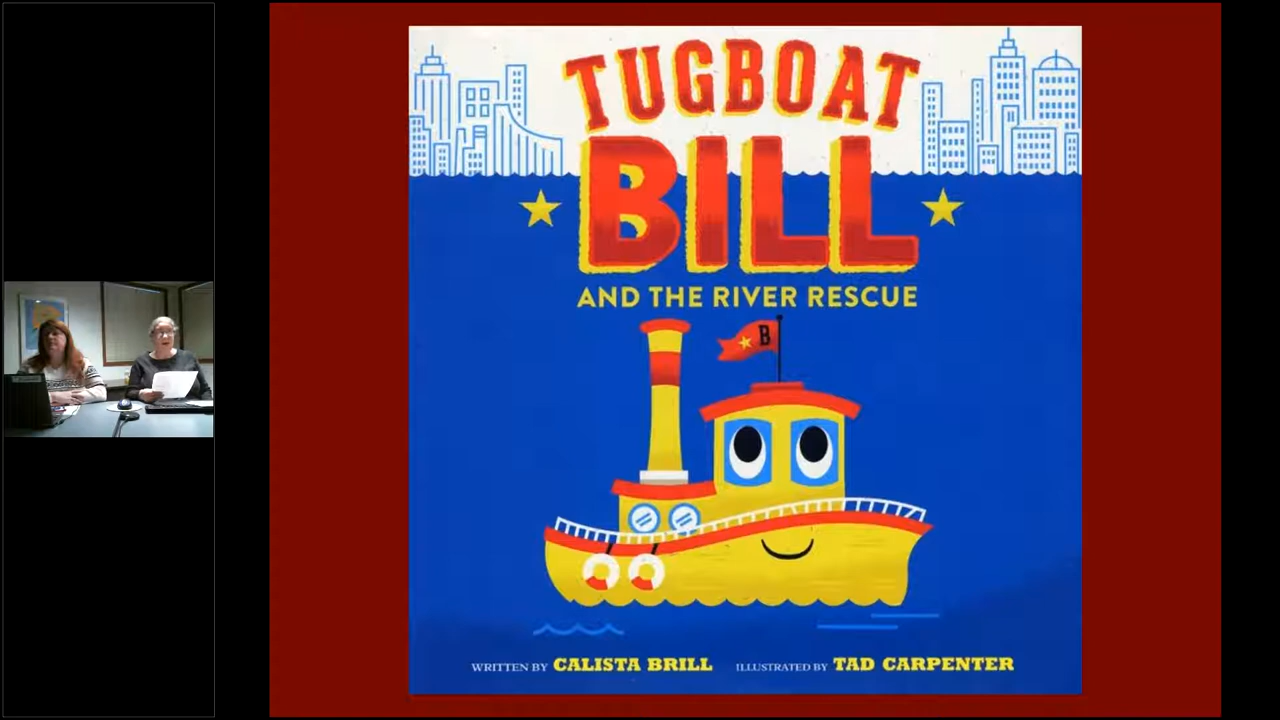 TUGBOAT
BILL
AND THE RIVER RESCUE
B
WRITTEN BY CALISTA BRILL ILLUSTRATED BY TAD CARPENTER